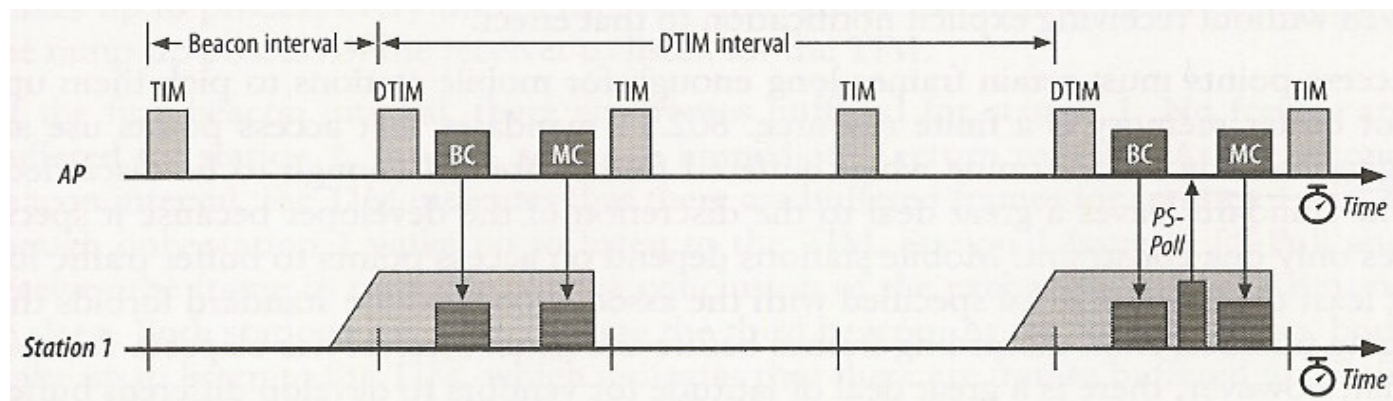 Beacon interval
DTIM interval
TIM DTIM TIM TIM DTIM TIM
BC MC BC MC
AP
Time
PS-
Poll
Station 1
Time